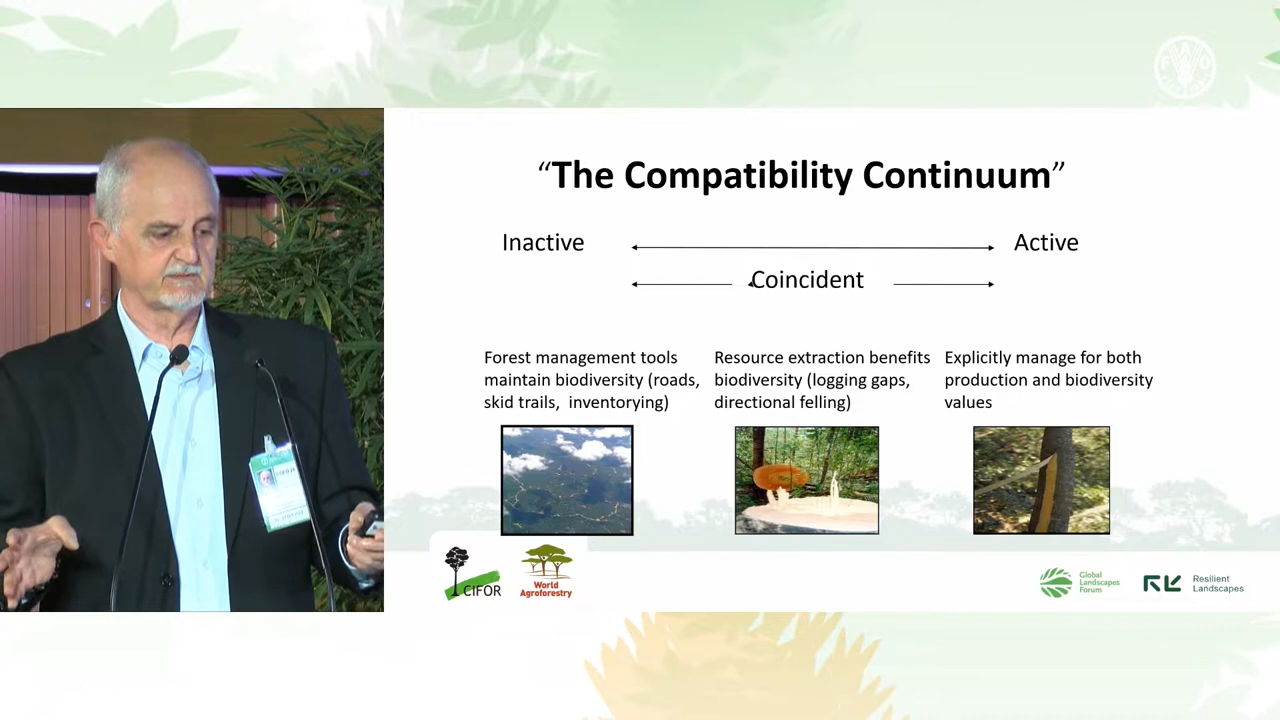 FAO
“The Compatibility Continuum”
Inactive
Active
Coincident
Forest management tools
maintain biodiversity (roads,
skid trails, inventorying)
Resource extraction benefits
biodiversity (logging gaps,
directional felling)
Explicitly manage for both
production and biodiversity
values
CIFOR
World
Agroforestry
Global
Landscapes
Forum
Resilient
Landscapes